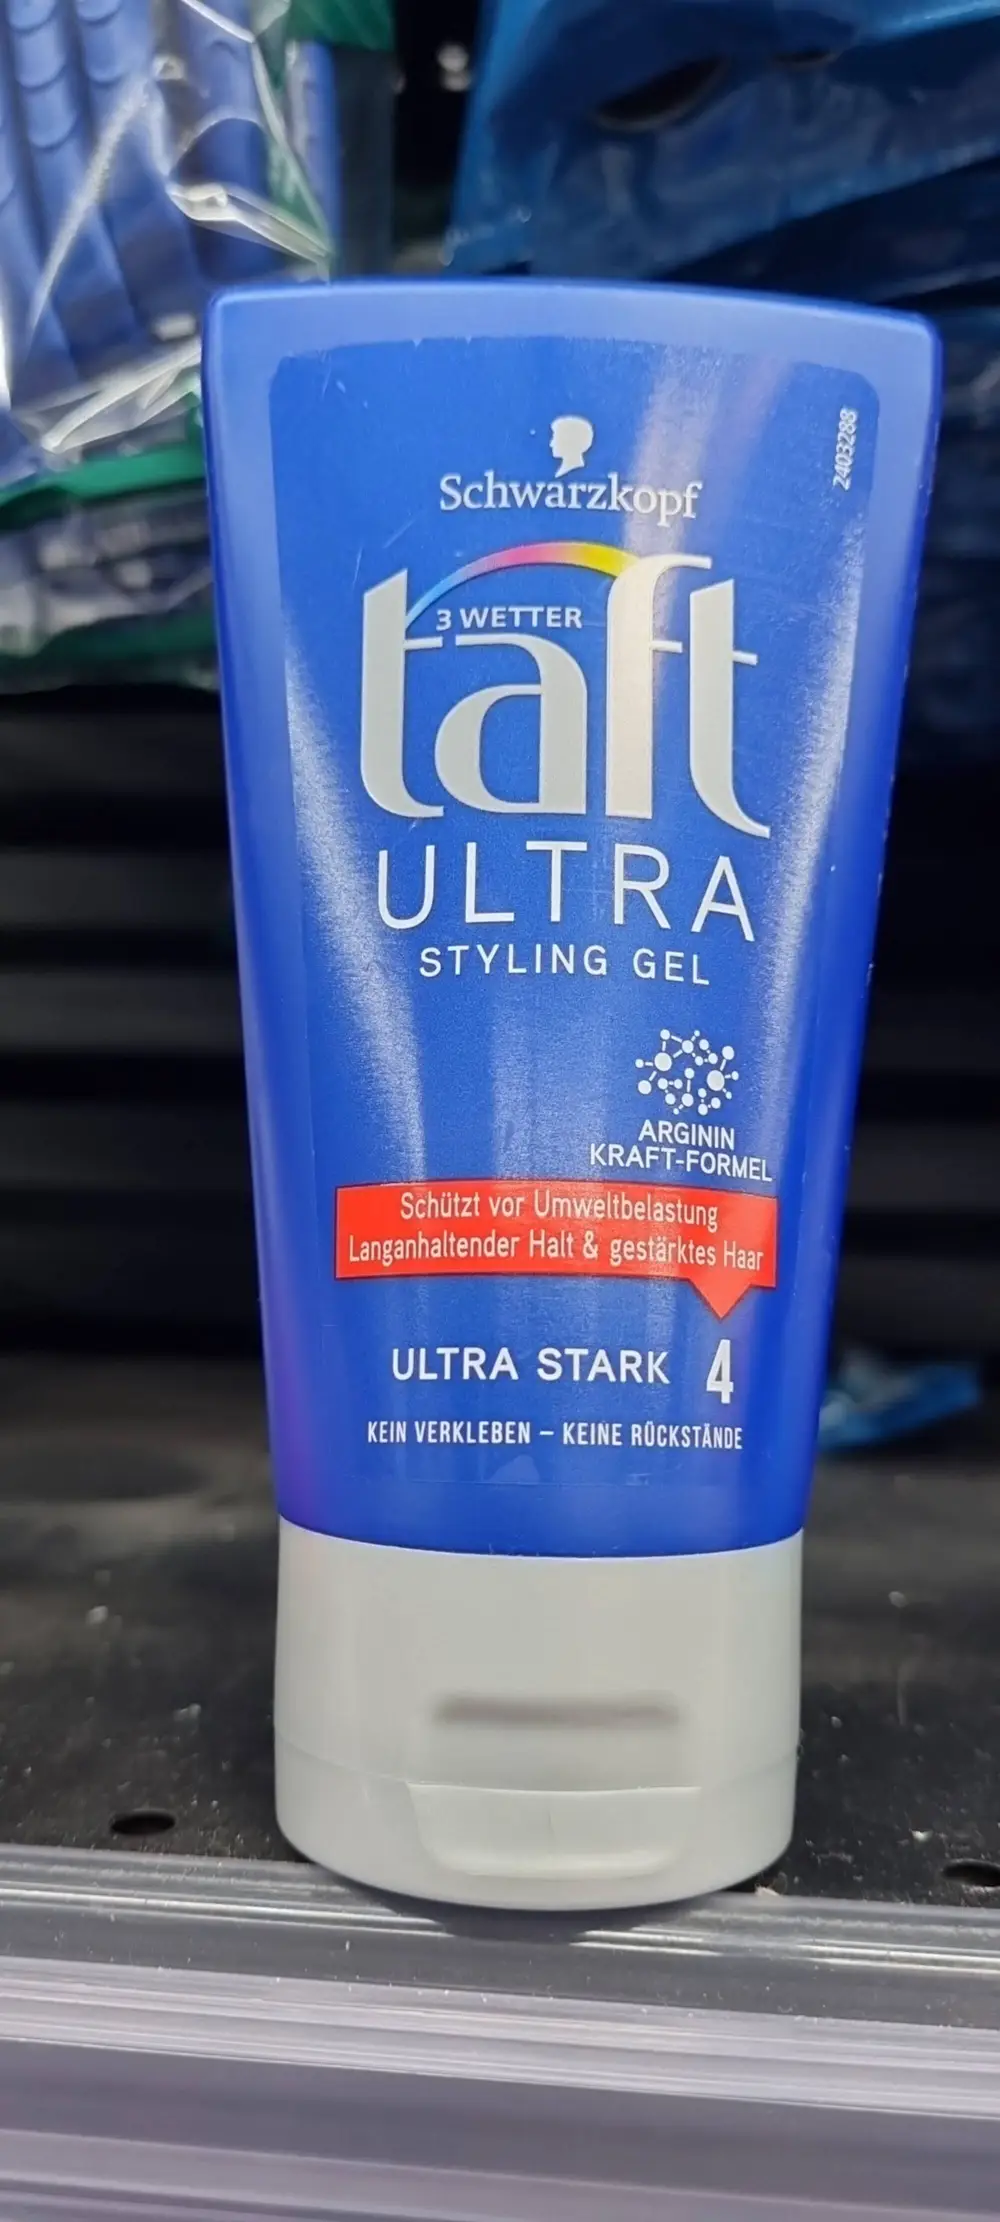 2403288
Schwarzkopf
3 WETTER
taft
ULTRA
STYLING GEL
ARGININ
KRAFT-FORMEL
Schützt vor Umweltbelastung
Langanhaltender Halt & gestärktes Haar
ULTRA STARK 4
KEIN VERKLEBEN – KEINE RÜCKSTÄNDE